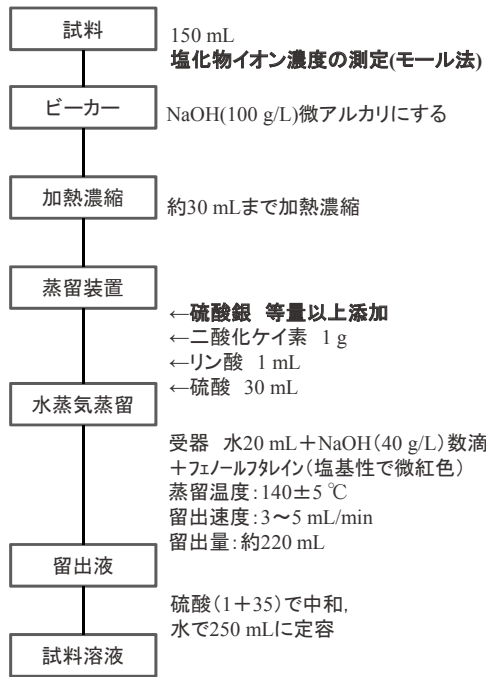 試料
150 mL
塩化物イオン濃度の測定(モール法)
ビーカー
NaOH(100 g/L)微アルカリにする
加熱濃縮
約30 mLまで加熱濃縮
蒸留装置
←硫酸銀 等量以上添加
←二酸化ケイ素 1 g
←リン酸 1 mL
←硫酸 30 mL
水蒸気蒸留
受器 水20 mL＋NaOH（40 g/L）数滴
＋フェノールフタレイン（塩基性で微紅色）
蒸留温度：140±5 ℃
留出速度：3～5 mL/min
留出量：約220 mL
留出液
硫酸（1＋35）で中和，
水で250 mLに定容
試料溶液